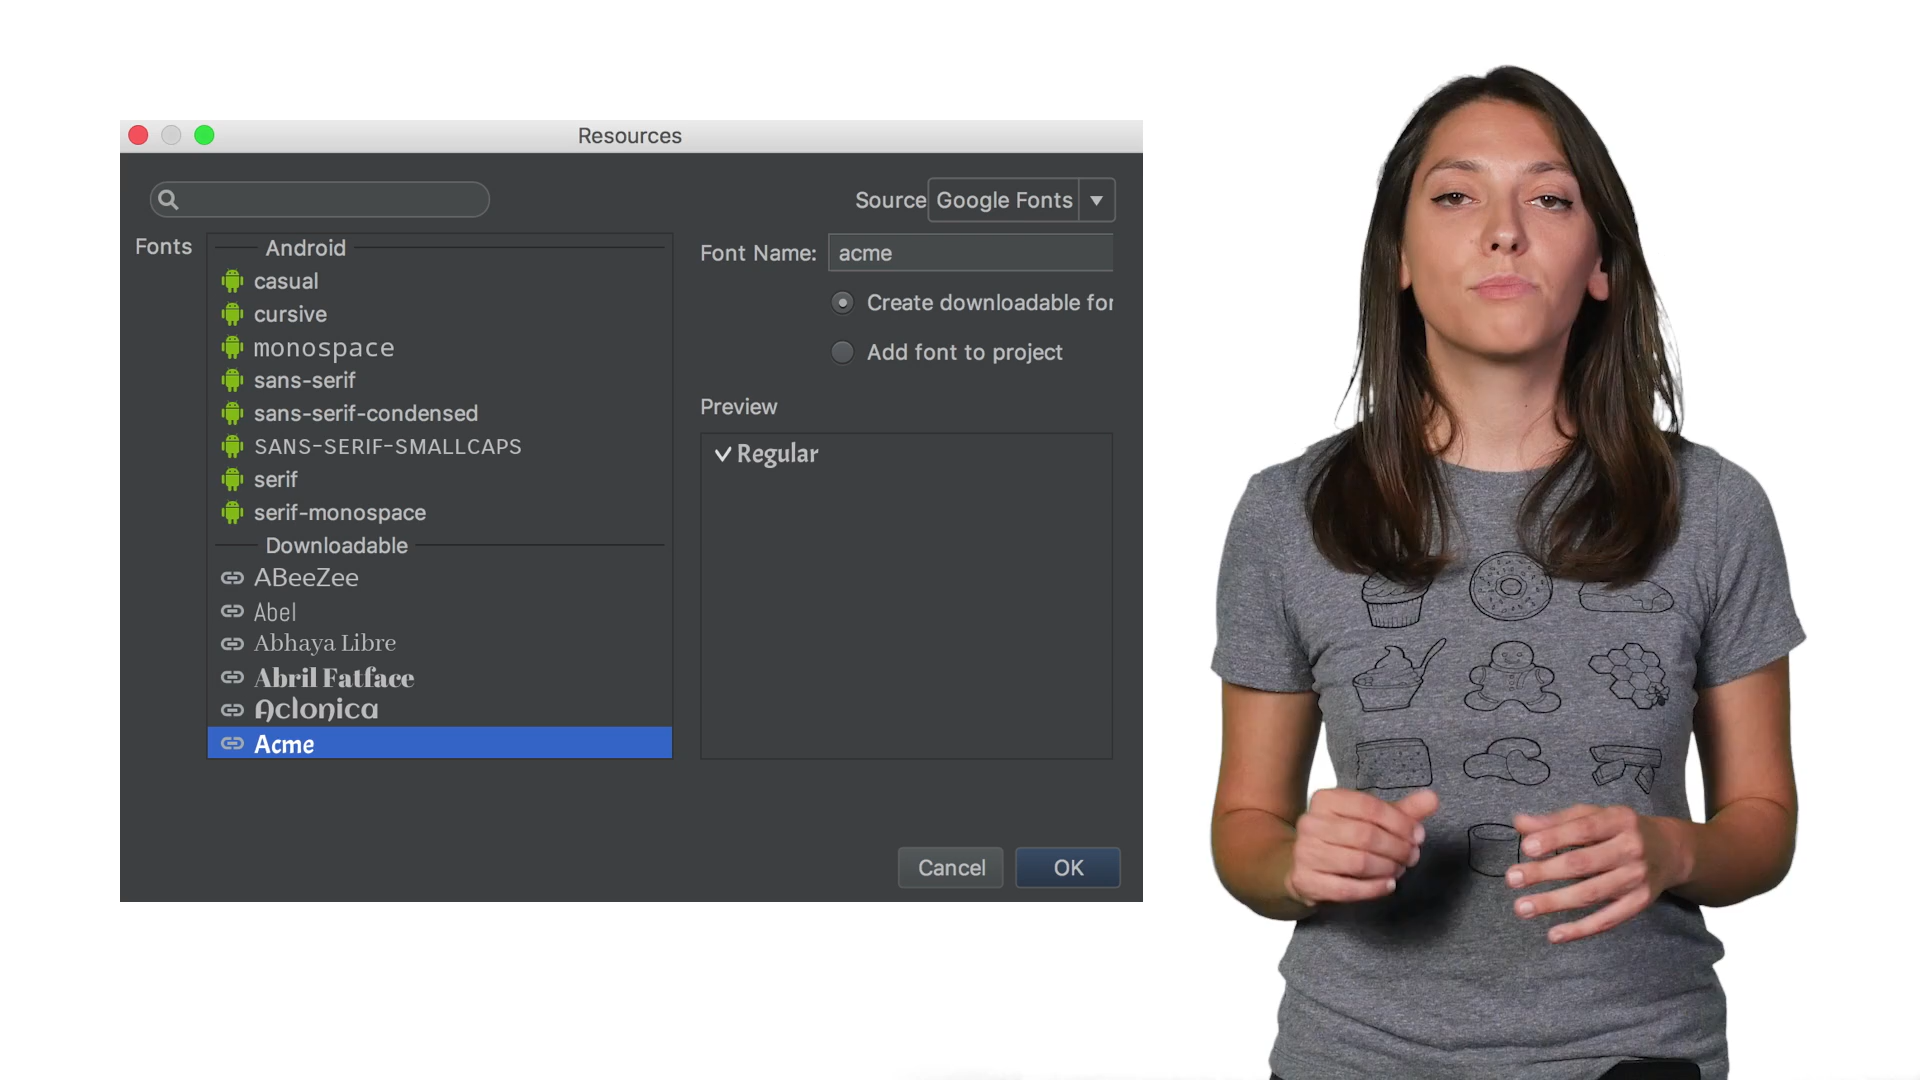 Resources
Source Google Fonts
Fonts
Android
casual
cursive
monospace
sans-serif
sans-serif-condensed
SANS-SERIF-SMALLCAPS
serif
serif-monospace
Downloadable
ABeeZee
Abel
Abhaya Libre
Abril Fatface
Aclonica
Acme
Font Name: acme
Create downloadable for
Add font to project
Preview
Regular
Cancel OK